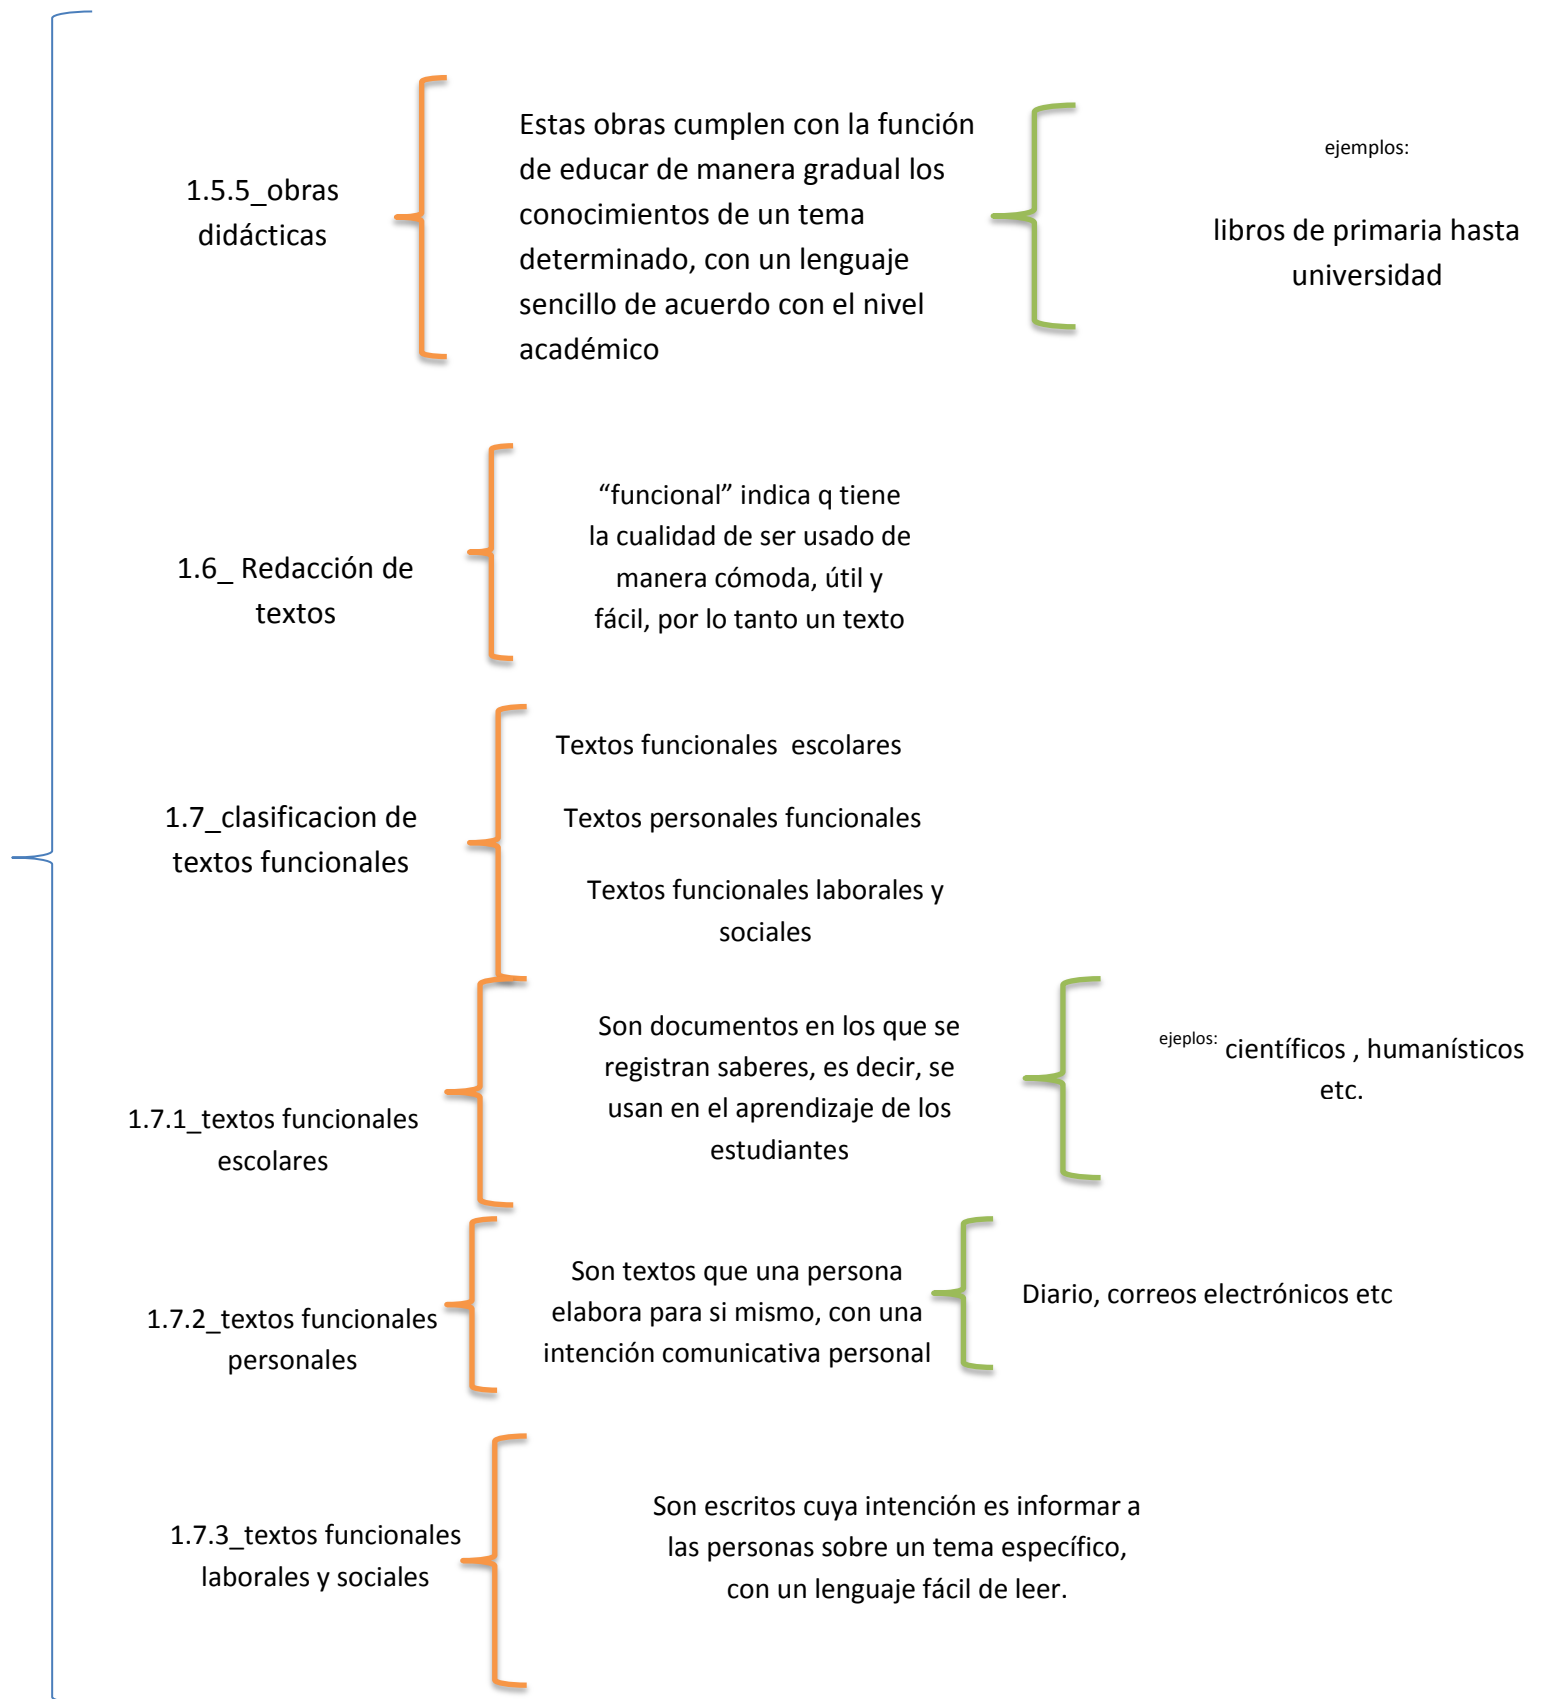 1.5.5_obras
didácticas
Estas obras cumplen con la función
de educar de manera gradual los
conocimientos de un tema
determinado, con un lenguaje
sencillo de acuerdo con el nivel
académico
ejemplos:
libros de primaria hasta
universidad
1.6_ Redacción de
textos
“funcional” indica q tiene
la cualidad de ser usado de
manera cómoda, útil y
fácil, por lo tanto un texto
1.7_clasificacion de
textos funcionales
Textos funcionales  escolares
Textos personales funcionales
Textos funcionales laborales y
sociales
1.7.1_textos funcionales
escolares
Son documentos en los que se
registran saberes, es decir, se
usan en el aprendizaje de los
estudiantes
ejeplos: científicos , humanísticos
etc.
1.7.2_textos funcionales
personales
Son textos que una persona
elabora para si mismo, con una
intención comunicativa personal
Diario, correos electrónicos etc
1.7.3_textos funcionales
laborales y sociales
Son escritos cuya intención es informar a
las personas sobre un tema específico,
con un lenguaje fácil de leer.